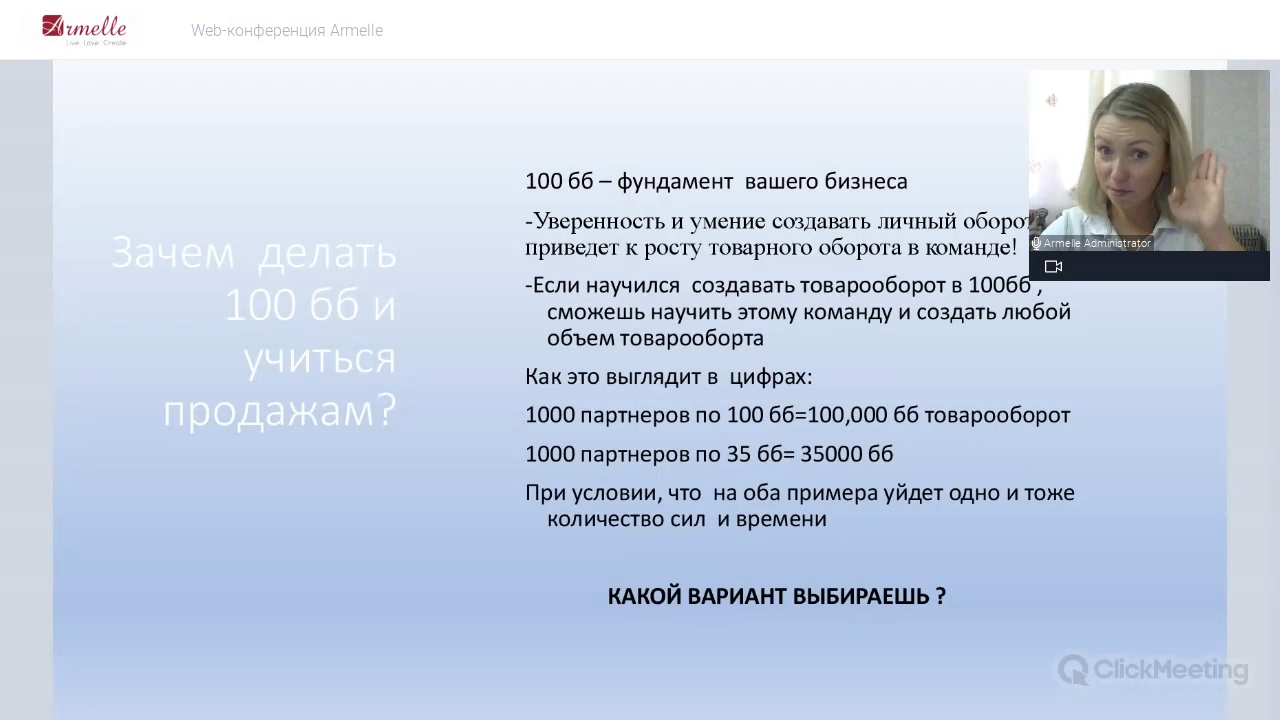 Armelle
Live Love Create
Web-конференция Armelle
Зачем делать
100 бб и
учиться
продажам?
100 бб – фундамент вашего бизнеса
-Уверенность и умение создавать личный оборот
приведет к росту товарного оборота в команде!
-Если научился создавать товарооборот в 100бб ,
сможешь научить этому команду и создать любой
объем товарооборта
Как это выглядит в цифрах:
1000 партнеров по 100 бб=100,000 бб товарооборот
1000 партнеров по 35 бб= 35000 бб
При условии, что на оба примера уйдет одно и тоже
количество сил и времени
КАКОЙ ВАРИАНТ ВЫБИРАЕШЬ ?
Armelle Administrator
ClickMeeting